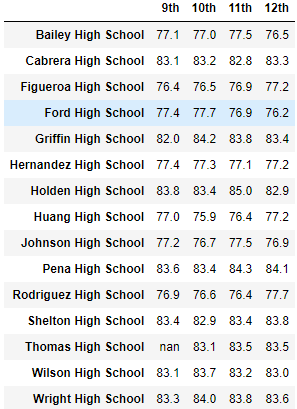 9th 10th 11th 12th
Bailey High School 77.1 77.0 77.5 76.5
Cabrera High School 83.1 83.2 82.8 83.3
Figueroa High School 76.4 76.5 76.9 77.2
Ford High School 77.4 77.7 76.9 76.2
Griffin High School 82.0 84.2 83.8 83.4
Hernandez High School 77.4 77.3 77.1 77.2
Holden High School 83.8 83.4 85.0 82.9
Huang High School 77.0 75.9 76.4 77.2
Johnson High School 77.2 76.7 77.5 76.9
Pena High School 83.6 83.4 84.3 84.1
Rodriguez High School 76.9 76.6 76.4 77.7
Shelton High School 83.4 82.9 83.4 83.8
Thomas High School nan 83.1 83.5 83.5
Wilson High School 83.1 83.7 83.2 83.0
Wright High School 83.3 84.0 83.8 83.6